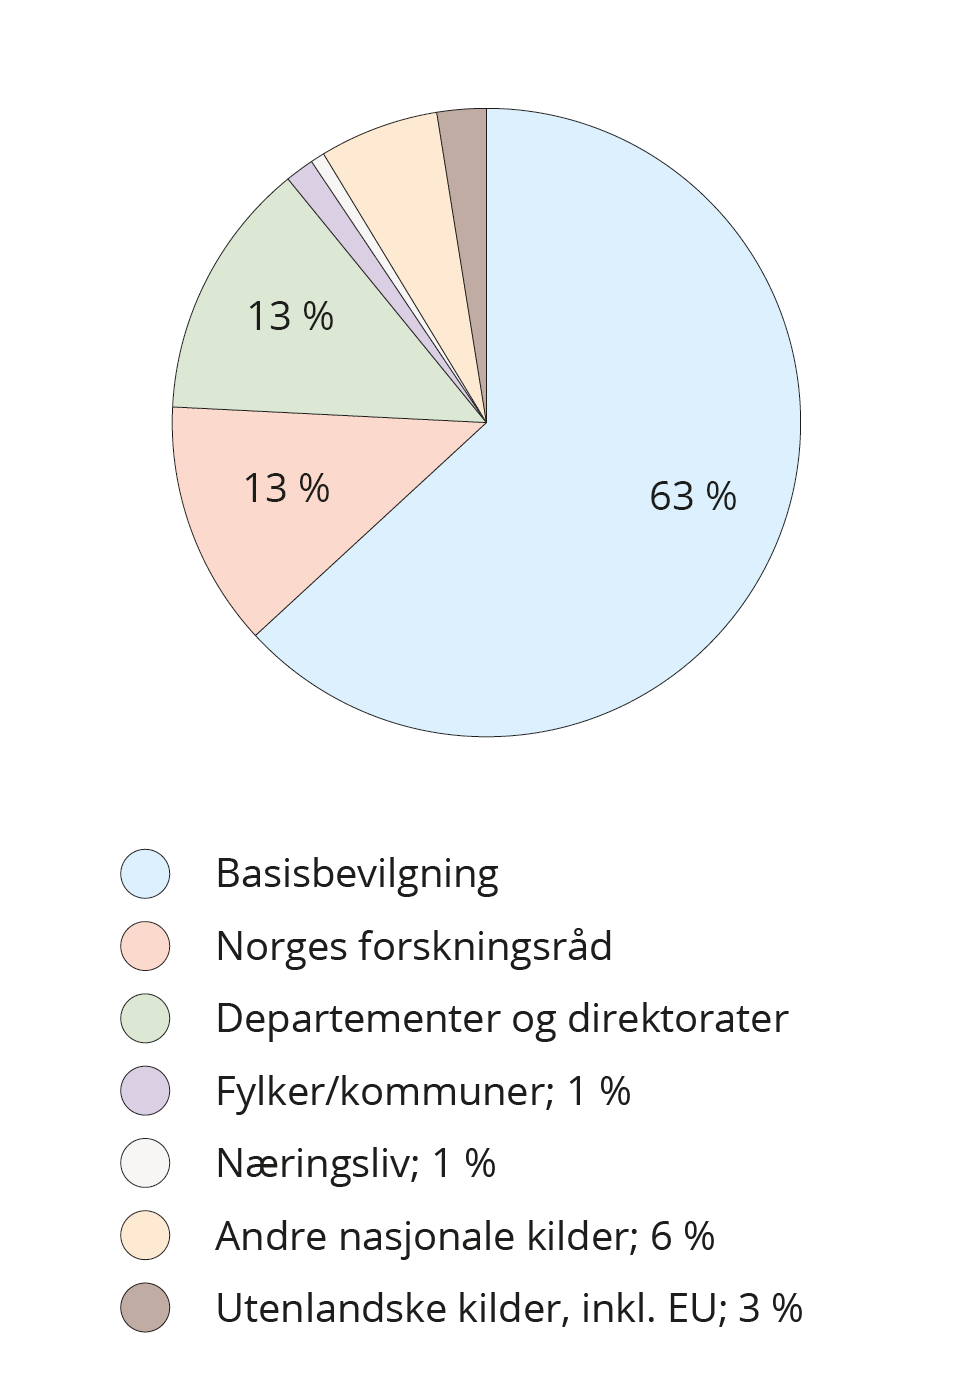 13 %
13 %
63 %
Basisbevilgning
Norges forskningsråd
Departementer og direktorater
Fylker/kommuner; 1 %
Næringsliv; 1 %
Andre nasjonale kilder; 6 %
Utenlandske kilder, inkl. EU; 3 %